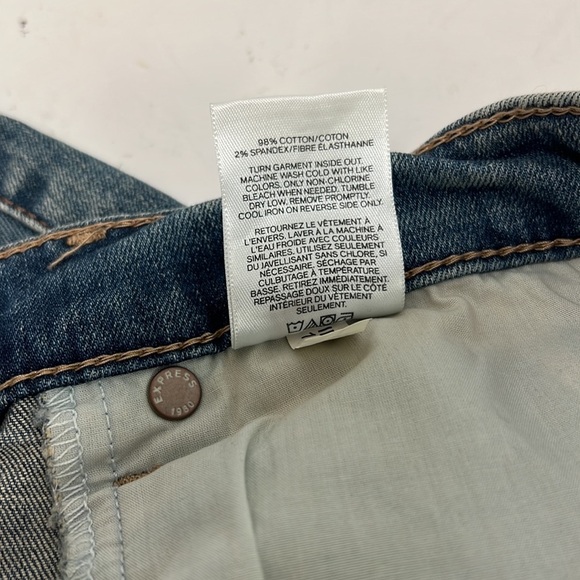 98% COTTON/COTON
2% SPANDEX/FIBRE ÉLASTHANNE
TURN GARMENT INSIDE OUT.
MACHINE WASH COLD WITH LIKE
COLORS, ONLY NON-CHLORINE
BLEACH WHEN NEEDED. TUMBLE
DRY LOW. REMOVE PROMPTLY.
COOL IRON ON REVERSE SIDE ONLY.
RETOURNEZ LE VÊTEMENT À
L'ENVERS. LAVER À LA MACHINE À
L'EAU FROIDE AVEC COULEURS
SIMILAIRES, UTILISEZ SEULEMENT
DU JAVELLISANT SANS CHLORE, SI
NÉCESSAIRE. SÉCHAGE PAR
CULBUTAGE À TEMPÉRATURE
BASSE. RETIREZ IMMÉDIATEMENT.
REPASSAGE DOUX SUR LE CÔTÉ
INTÉRIEUR DU VÊTEMENT
SEULEMENT.
EXPRESS
1980